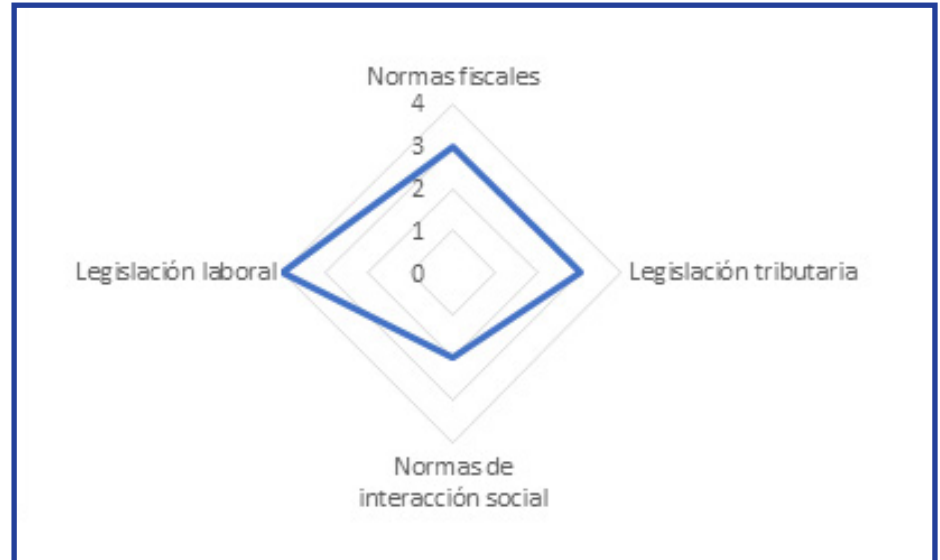 Normas fiscales
4
3
2
1
0
Legislación laboral
Legislación tributaria
Normas de
interacción social